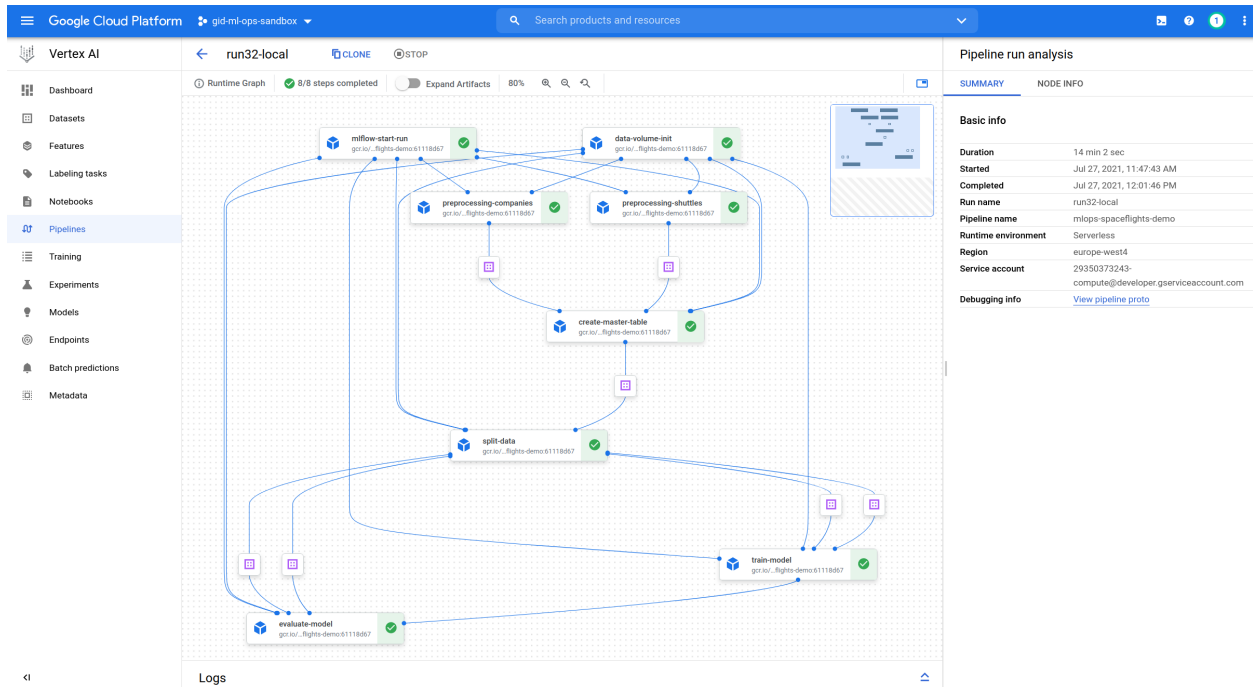 Google Cloud Platform
gid-ml-ops-sandbox
Search products and resources
1
Vertex AI
Dashboard
Datasets
Features
Labeling tasks
Notebooks
Pipelines
Training
Experiments
Models
Endpoints
Batch predictions
Metadata
run32-local
CLONE
STOP
Runtime Graph
8/8 steps completed
Expand Artifacts
80%
mlflow-start-run
gcr.io/...flights-demo:61118d67
data-volume-init
gcr.io/...flights-demo:61118d67
preprocessing-companies
gcr.io/...flights-demo:61118d67
preprocessing-shuttles
gcr.io/...flights-demo:61118d67
create-master-table
gcr.io/...flights-demo:61118d67
split-data
gcr.io/...flights-demo:61118d67
train-model
gcr.io/...flights-demo:61118d67
evaluate-model
gcr.io/...flights-demo:61118d67
Logs
Pipeline run analysis
SUMMARY
NODE INFO
Basic info
Duration 14 min 2 sec
Started Jul 27, 2021, 11:47:43 AM
Completed Jul 27, 2021, 12:01:46 PM
Run name run32-local
Pipeline name mlops-spaceflights-demo
Runtime environment Serverless
Region europe-west4
Service account 29350373243-
compute@developer.gserviceaccount.com
Debugging info View pipeline proto